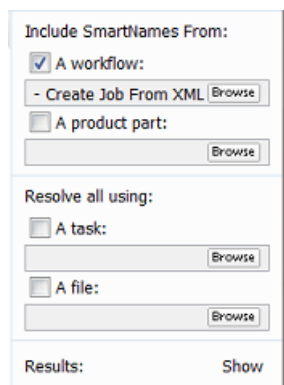 Include SmartNames From:
A workflow:
- Create Job From XML Browse
A product part:
Browse
Resolve all using:
A task:
Browse
A file:
Browse
Results: Show